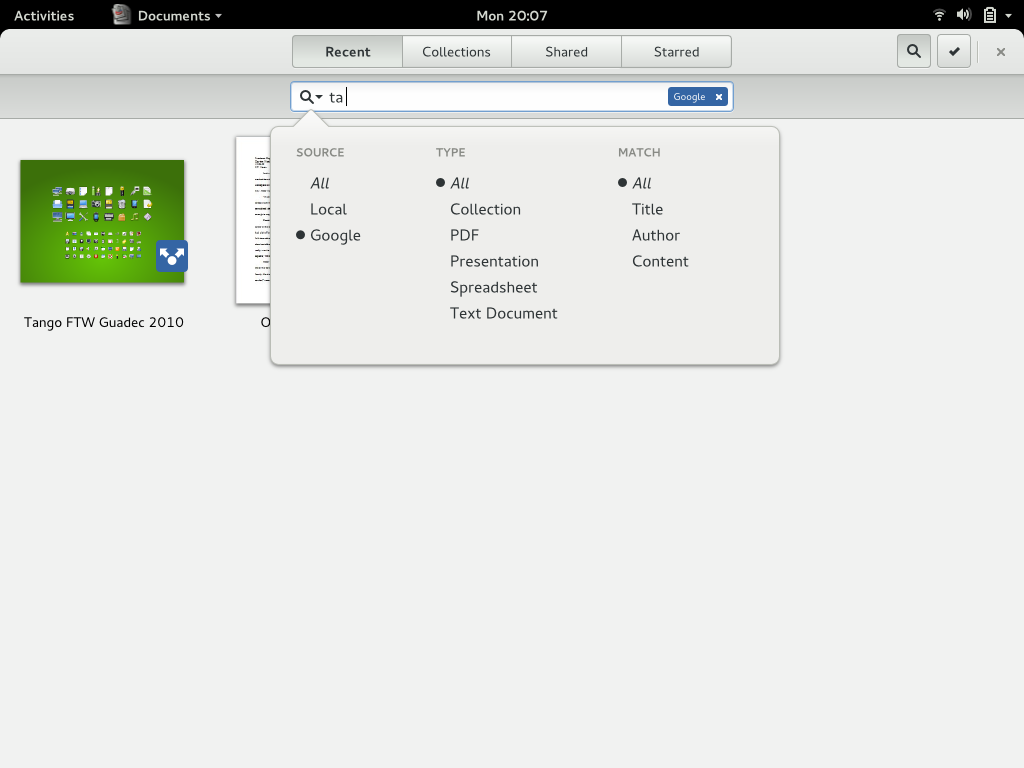 Activities Documents Mon 20:07
Recent Collections Shared Starred
ta Google
SOURCE TYPE MATCH
All All All
Local Collection Title
Google PDF Author
Presentation Content
Spreadsheet
Text Document
Tango FTW Guadec 2010